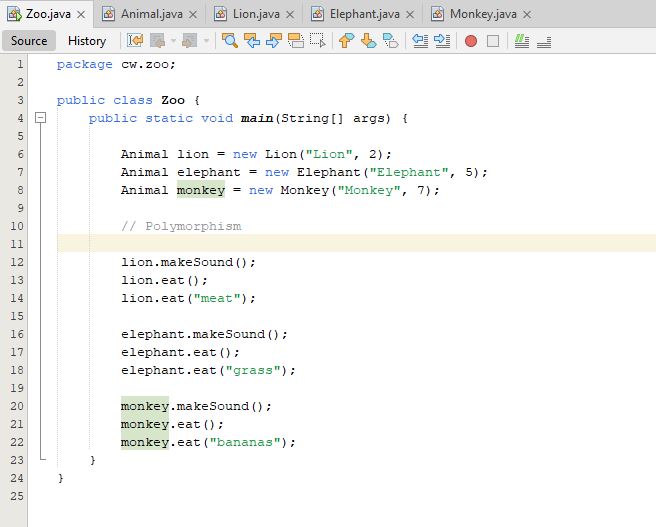 Zoo.java Animal.java Lion.java Elephant.java Monkey.java
Source History
1 package cw.zoo;
2
3 public class Zoo {
4     public static void main(String[] args) {
5
6         Animal lion = new Lion("Lion", 2);
7         Animal elephant = new Elephant("Elephant", 5);
8         Animal monkey = new Monkey("Monkey", 7);
9
10         // Polymorphism
11
12         lion.makeSound();
13         lion.eat();
14         lion.eat("meat");
15
16         elephant.makeSound();
17         elephant.eat();
18         elephant.eat("grass");
19
20         monkey.makeSound();
21         monkey.eat();
22         monkey.eat("bananas");
23     }
24 }
25